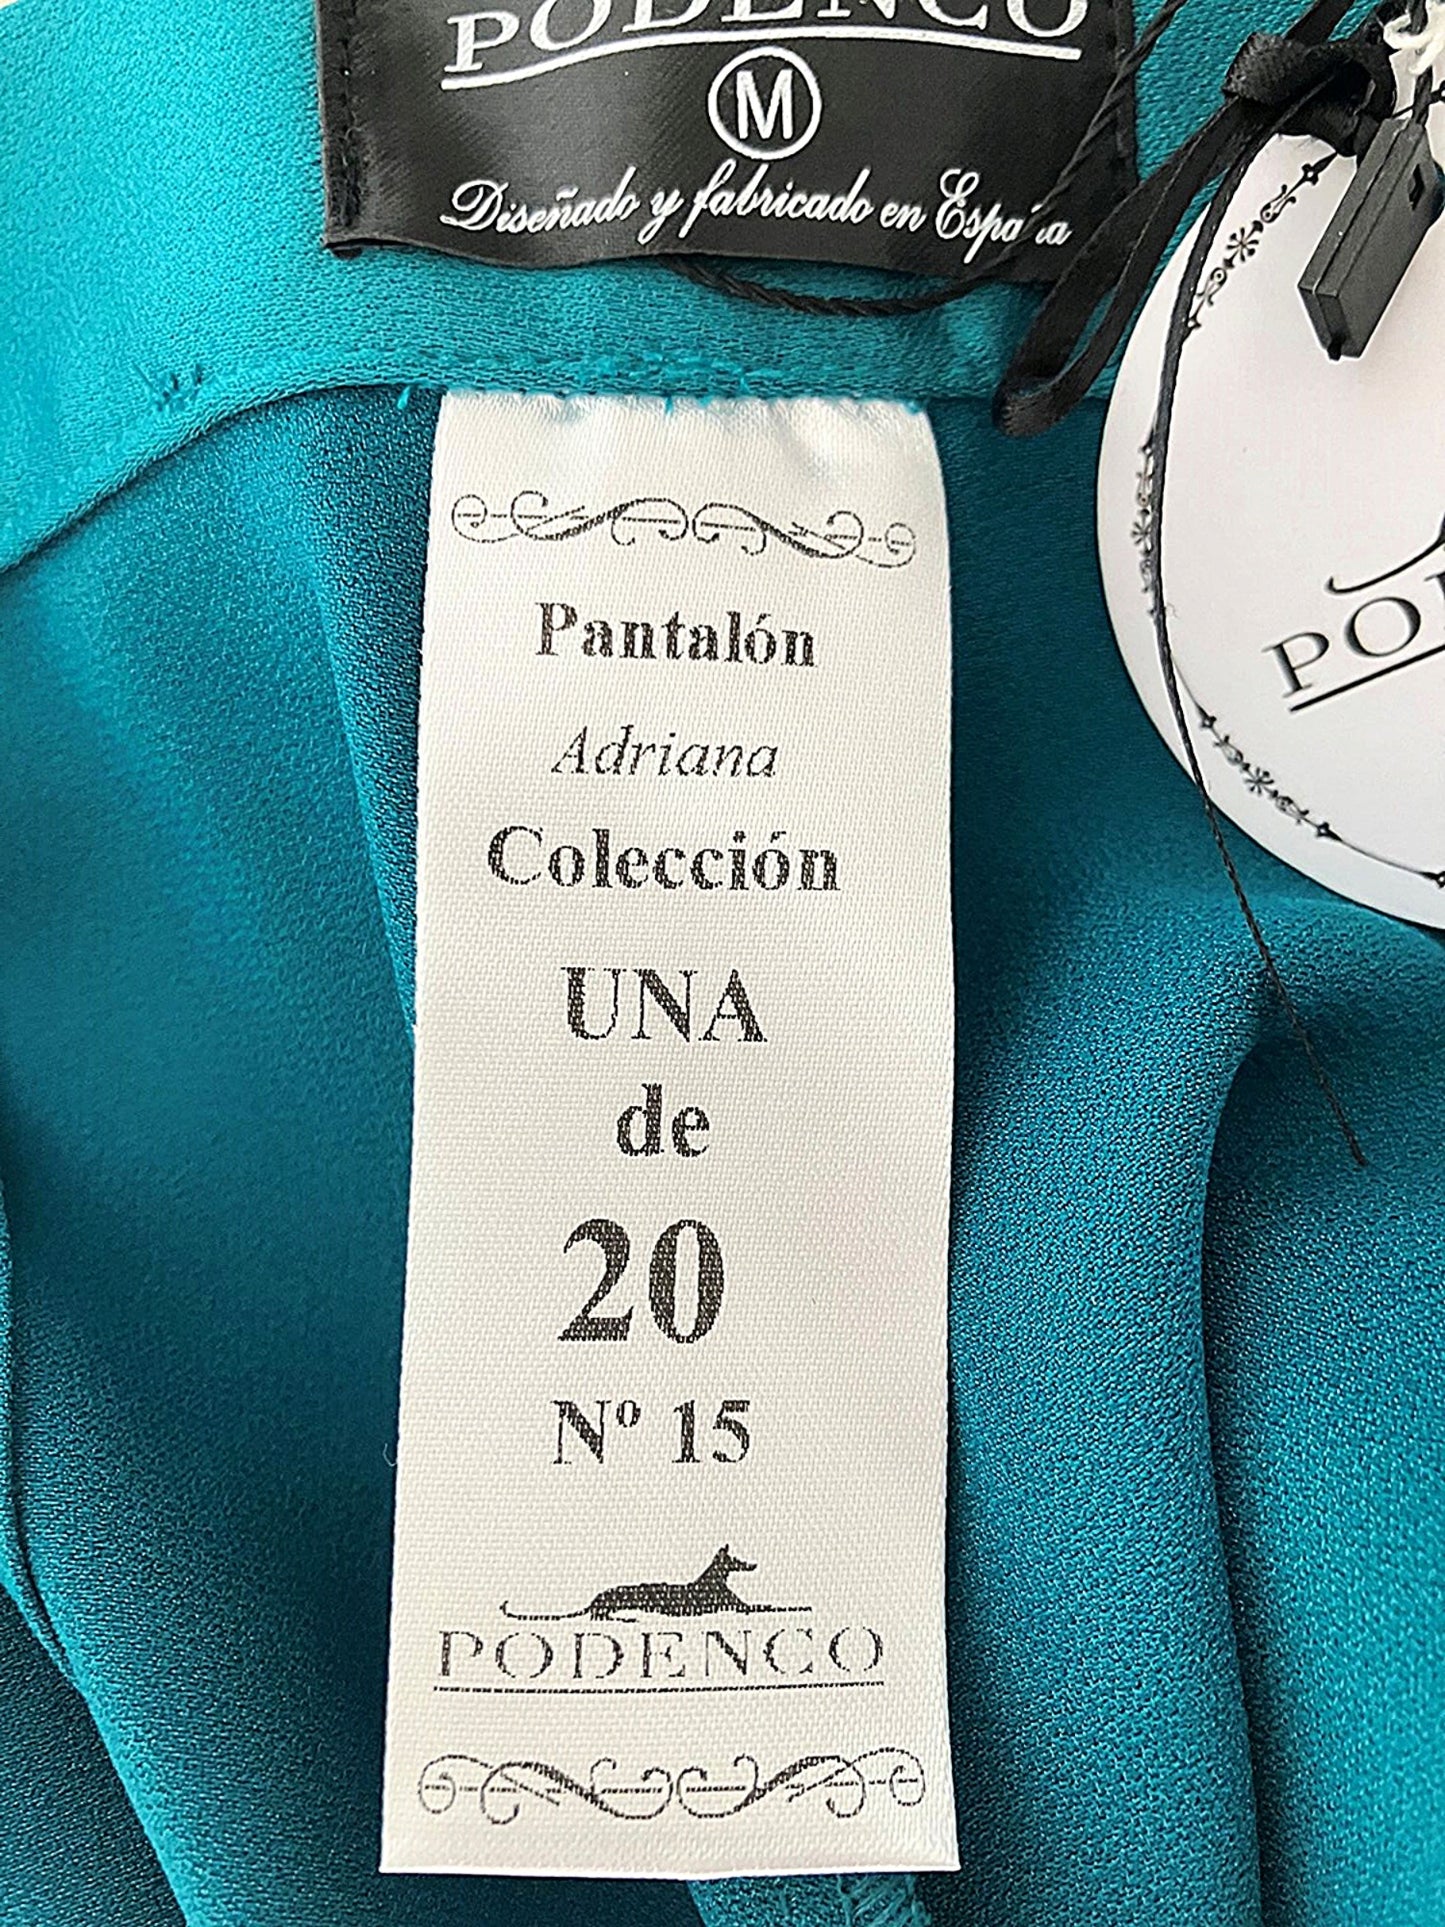 PODENCO
M
Diseñado y fabricado en España
Pantalón
Adriana
Colección
UNA
de
20
Nº 15
PODENCO